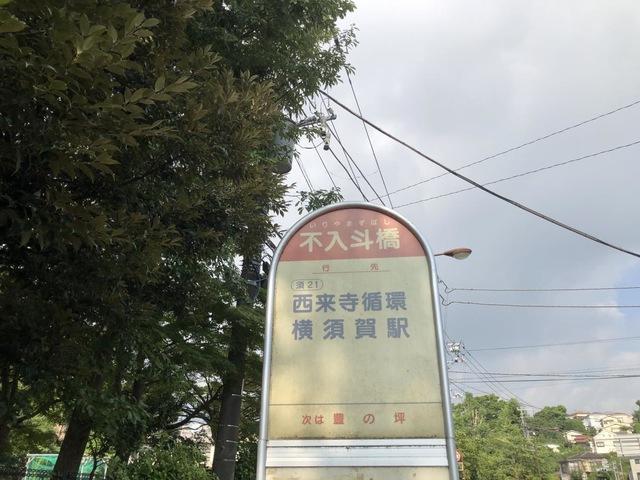 いりやまずばし
不入斗橋
行先
須21
西来寺循環
横須賀駅
次は 豊の坪